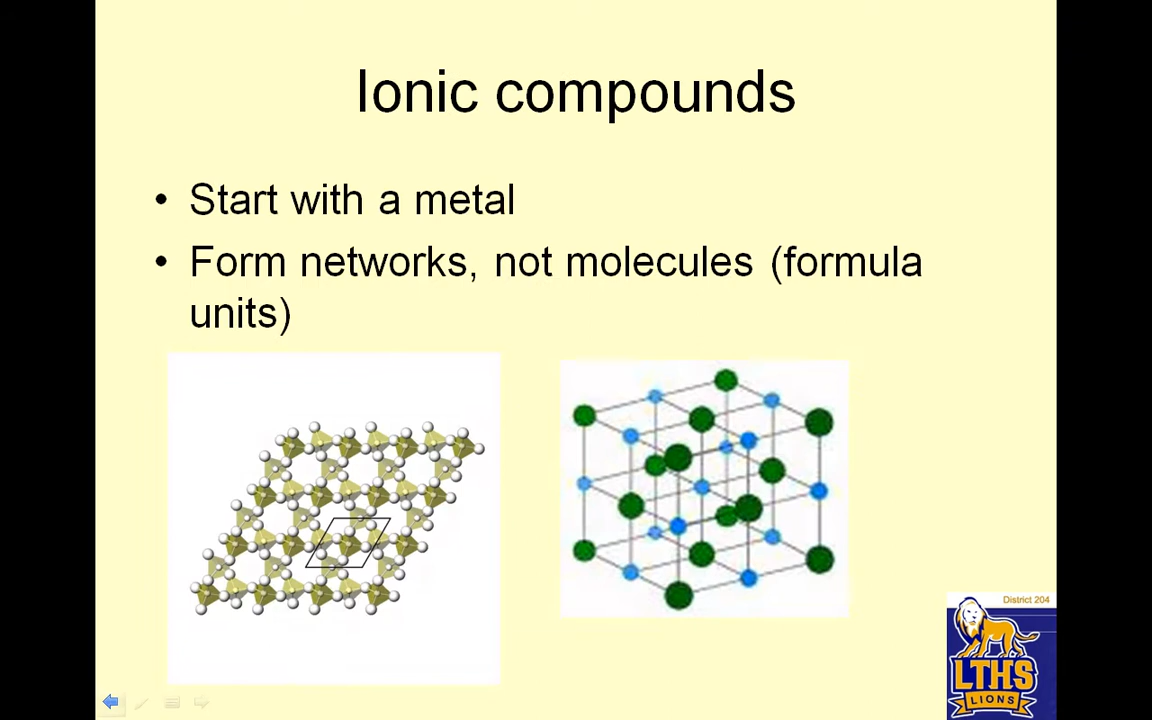 Ionic compounds
• Start with a metal
• Form networks, not molecules (formula
units)
District 204
LTHS
LIONS